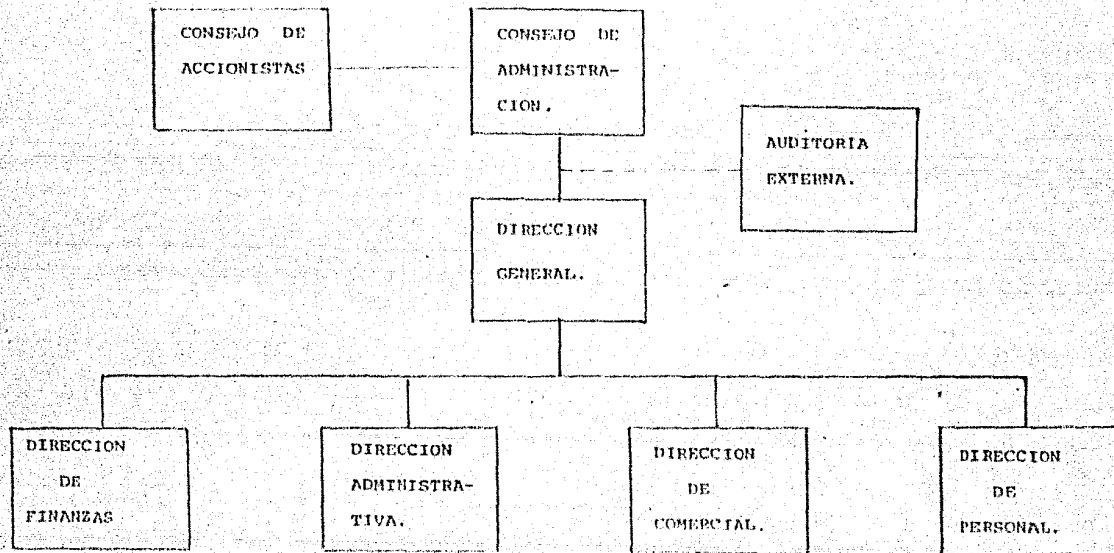 CONSEJO DE
ACCIONISTAS
CONSEJO DE
ADMINISTRA-
CION.
AUDITORIA
EXTERNA.
DIRECCION
GENERAL.
DIRECCION
DE
FINANZAS
DIRECCION
ADMINISTRA-
TIVA.
DIRECCION
DE
COMERCIAL.
DIRECCION
DE
PERSONAL.